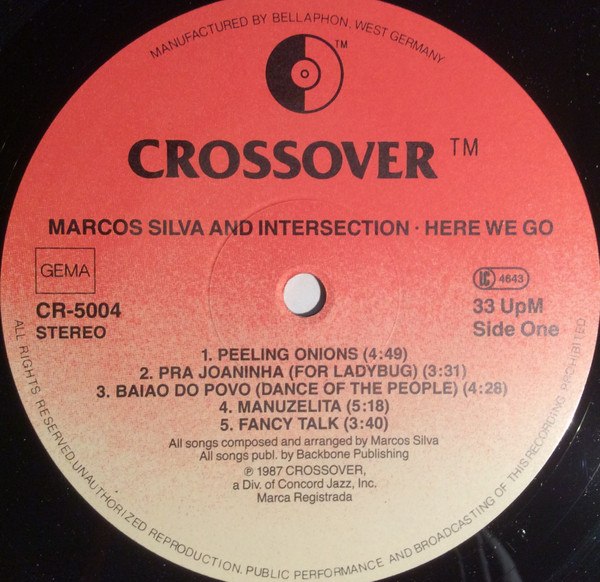 MANUFACTURED BY BELLAPHON, WEST GERMANY
TM
CROSSOVER TM
MARCOS SILVA AND INTERSECTION · HERE WE GO
GEMA
LC 4643
CR-5004
33 UpM
STEREO
Side One
1. PEELING ONIONS (4:49)
2. PRA JOANINHA (FOR LADYBUG) (3:31)
3. BAIAO DO POVO (DANCE OF THE PEOPLE) (4:28)
4. MANUZELITA (5:18)
5. FANCY TALK (3:40)
All songs composed and arranged by Marcos Silva
All songs publ. by Backbone Publishing
℗ 1987 CROSSOVER,
a Div. of Concord Jazz, Inc.
Marca Registrada
ALL RIGHTS RESERVED. UNAUTHORIZED REPRODUCTION, PUBLIC PERFORMANCE AND BROADCASTING OF THIS RECORDING PROHIBITED